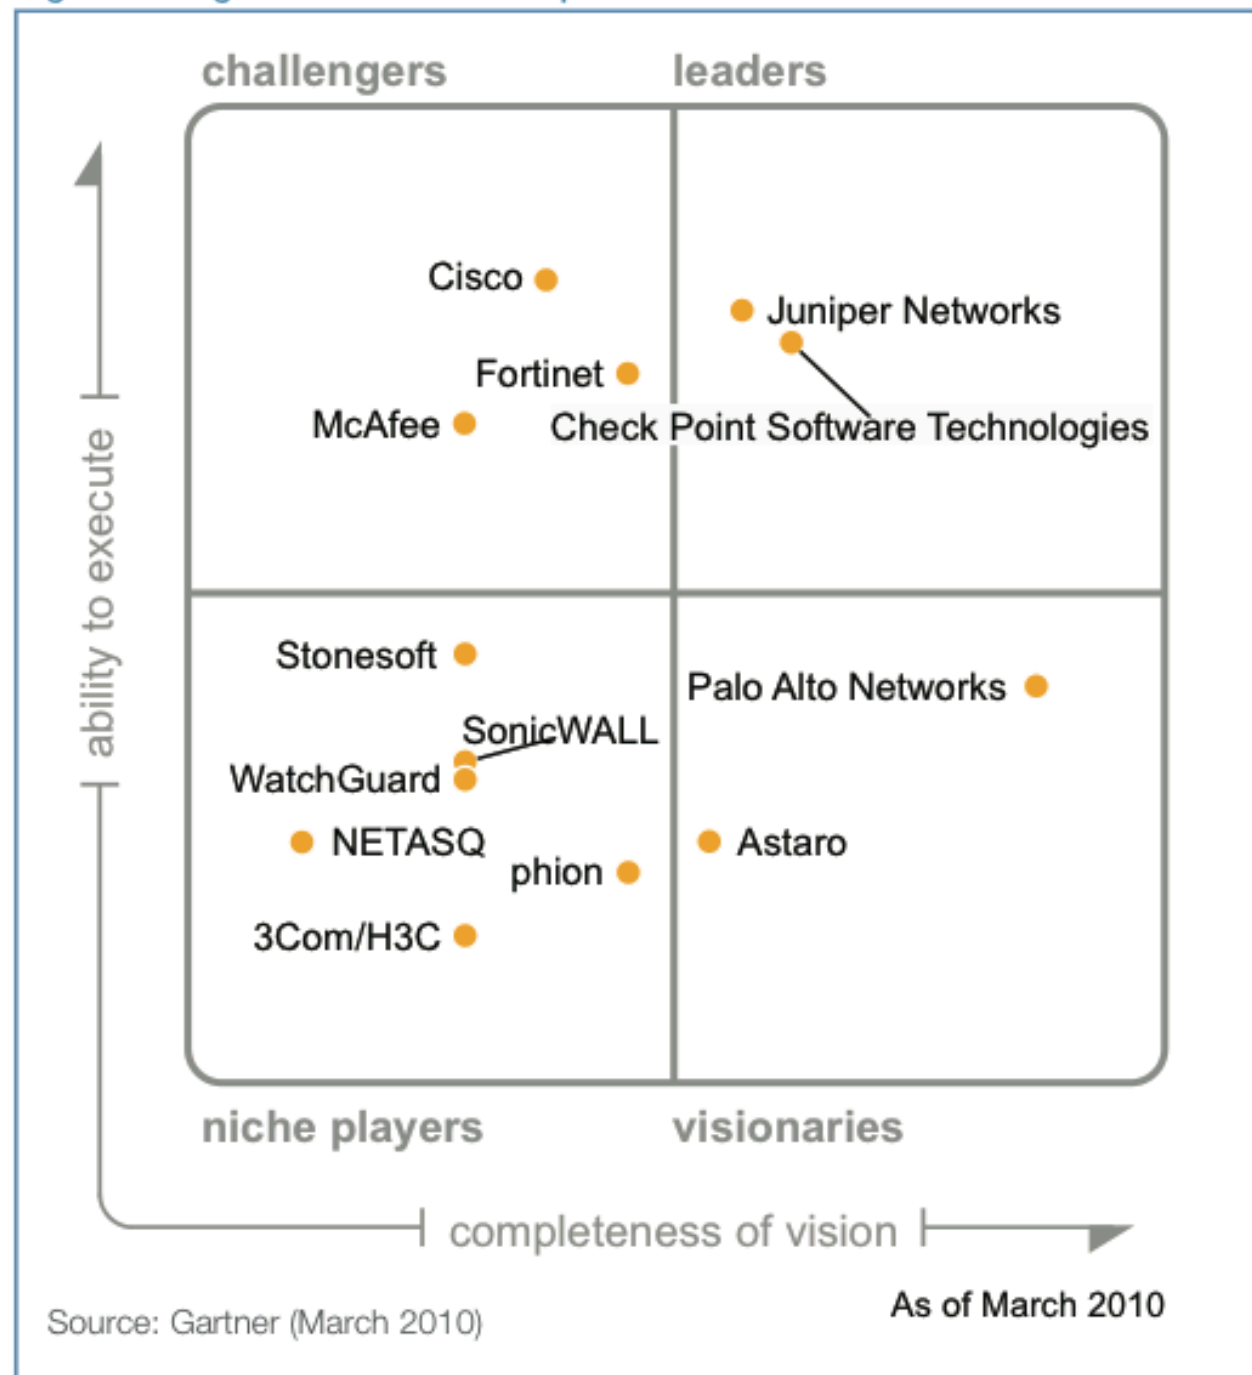 challengers
leaders
Cisco
Juniper Networks
Fortinet
McAfee
Check Point Software Technologies
ability to execute
Stonesoft
Palo Alto Networks
SonicWALL
WatchGuard
NETASQ
Astaro
phion
3Com/H3C
niche players
visionaries
completeness of vision
As of March 2010
Source: Gartner (March 2010)